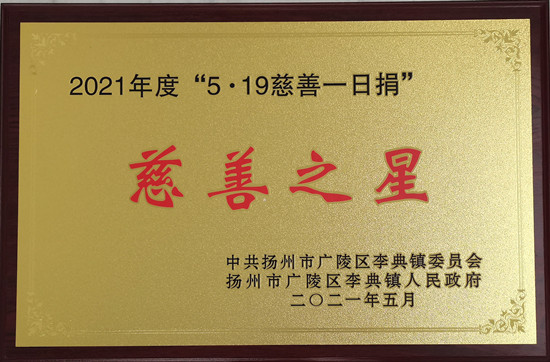 2021年度“5·19慈善一日捐”
慈善之星
中共扬州市广陵区李典镇委员会
扬州市广陵区李典镇人民政府
二〇二一年五月